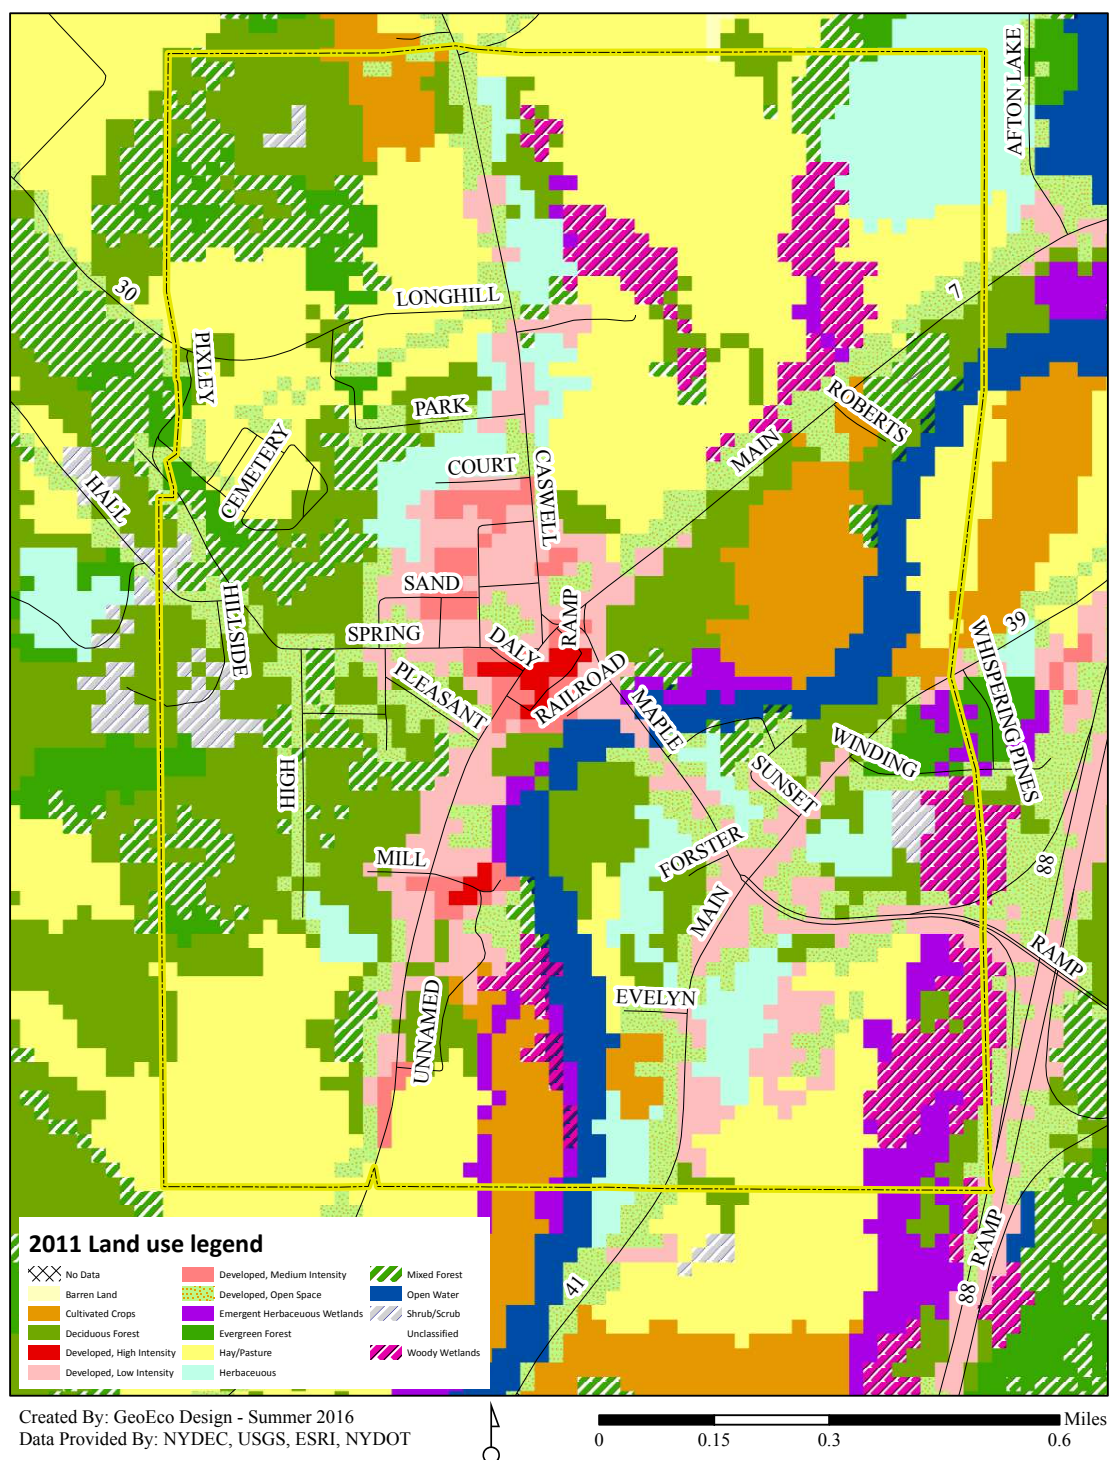 AFTON LAKE
30
LONGHILL
7
PIXLEY
PARK
ROBERTS
MAIN
CEMETERY
COURT
CASWELL
HALL
SAND
HILLSIDE
RAMP
SPRING
DALY
39
WHISPERING PINES
PLEASANT
RAILROAD
MAPLE
WINDING
HIGH
SUNSET
MILL
FORSTER
88
MAIN
RAMP
UNNAMED
EVELYN
RAMP
41
88
2011 Land use legend
No Data
Barren Land
Cultivated Crops
Deciduous Forest
Developed, High Intensity
Developed, Low Intensity
Developed, Medium Intensity
Developed, Open Space
Emergent Herbaceous Wetlands
Evergreen Forest
Hay/Pasture
Herbaceous
Mixed Forest
Open Water
Shrub/Scrub
Unclassified
Woody Wetlands
Created By: GeoEco Design - Summer 2016
Data Provided By: NYDEC, USGS, ESRI, NYDOT
Miles
0 0.15 0.3 0.6